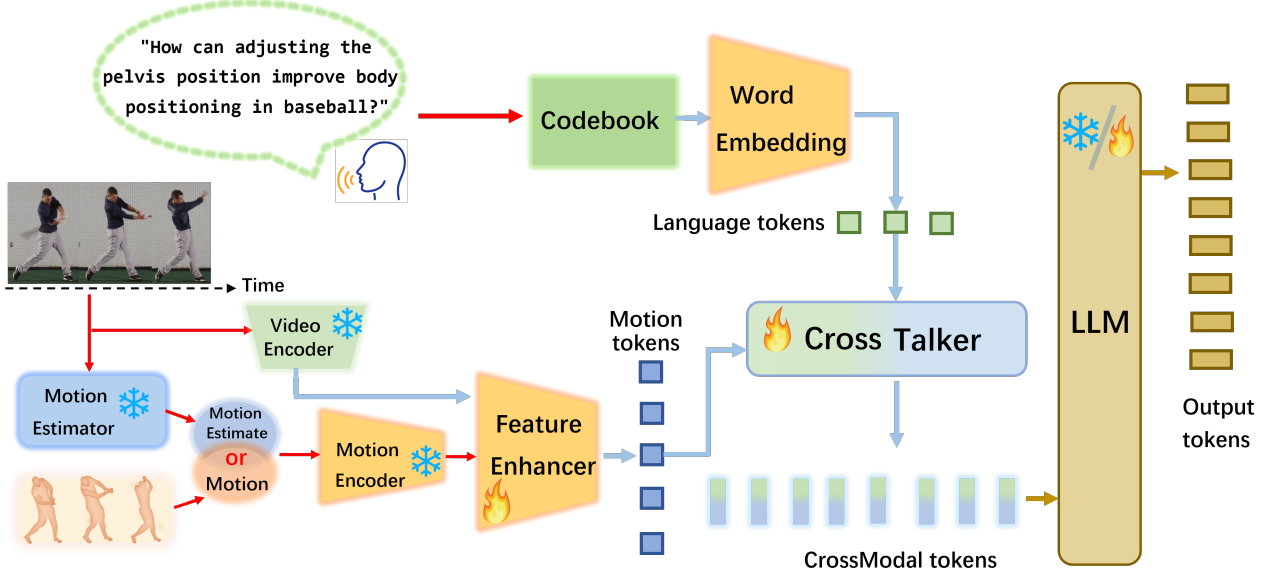 "How can adjusting the
pelvis position improve body
positioning in baseball?"
Codebook
Word
Embedding
Language tokens
Time
Video
Encoder
Motion
tokens
Cross Talker
LLM
Motion
Estimator
Motion
Estimate
or
Motion
Motion
Encoder
Feature
Enhancer
Output
tokens
CrossModal tokens